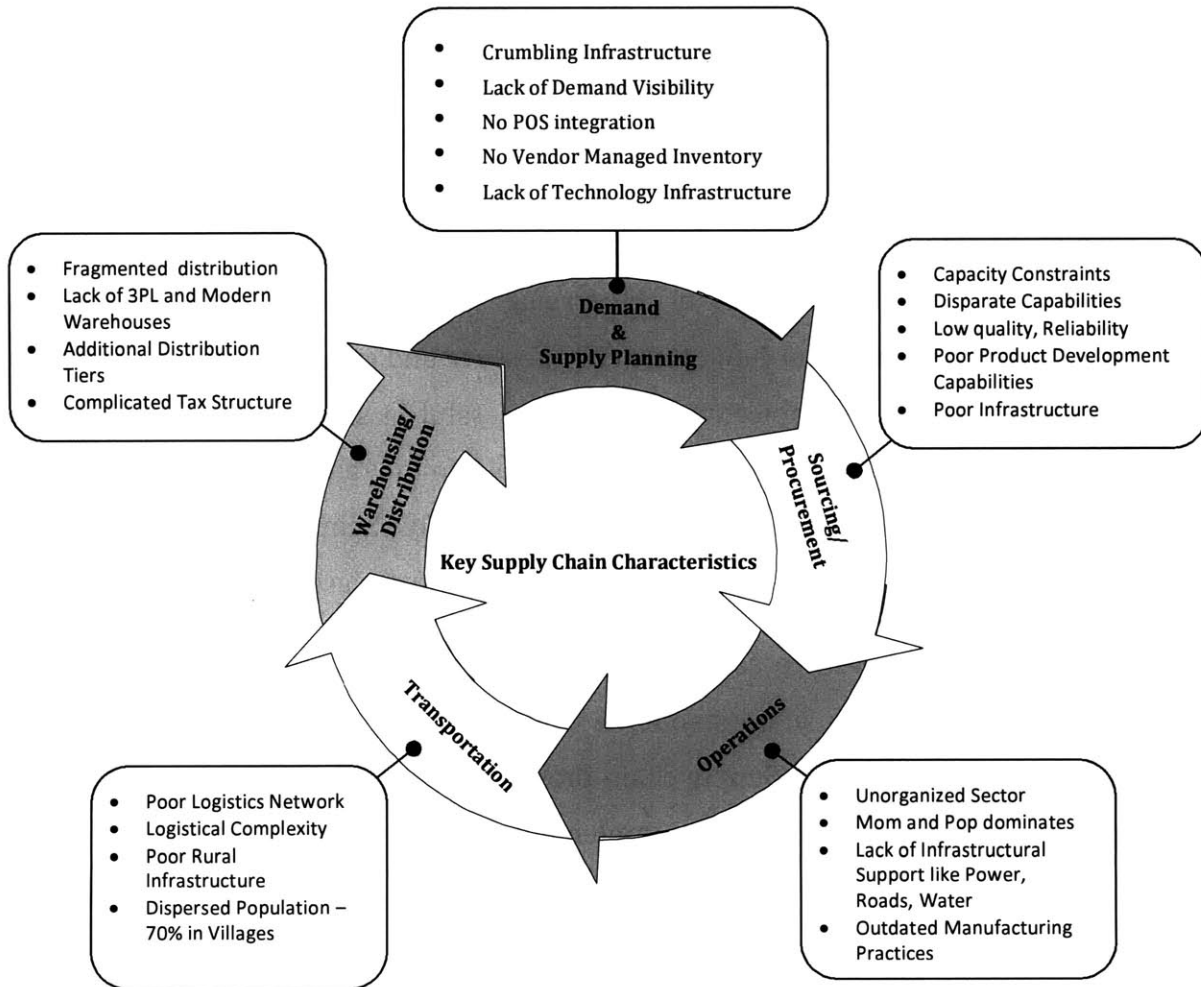 • Crumbling Infrastructure
• Lack of Demand Visibility
• No POS integration
• No Vendor Managed Inventory
• Lack of Technology Infrastructure
• Fragmented distribution
• Lack of 3PL and Modern
Warehouses
• Additional Distribution
Tiers
• Complicated Tax Structure
• Capacity Constraints
• Disparate Capabilities
• Low quality, Reliability
• Poor Product Development
Capabilities
• Poor Infrastructure
Demand
&
Supply Planning
Warehousing/
Distribution
Sourcing/
Procurement
Key Supply Chain Characteristics
Transportation
Operations
• Poor Logistics Network
• Logistical Complexity
• Poor Rural
Infrastructure
• Dispersed Population –
70% in Villages
• Unorganized Sector
• Mom and Pop dominates
• Lack of Infrastructural
Support like Power,
Roads, Water
• Outdated Manufacturing
Practices